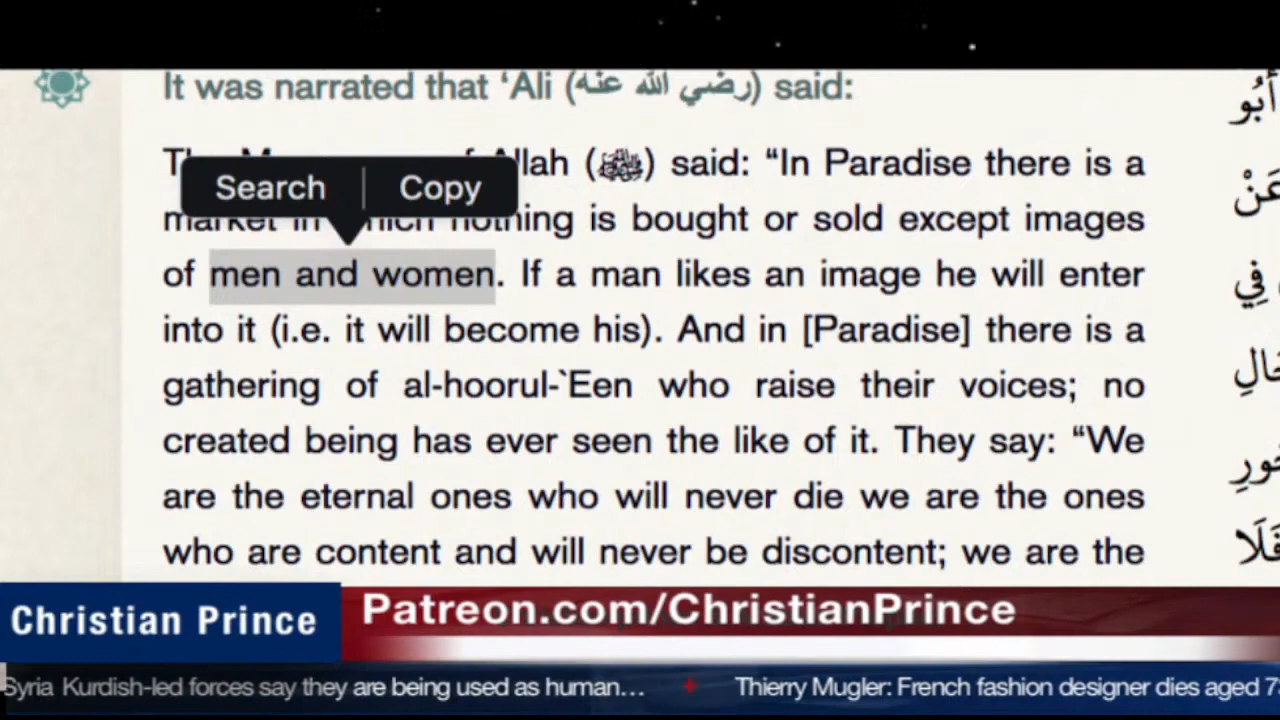 It was narrated that ‘Ali (رضي الله عنه) said:
Allah (ﷺ) said: “In Paradise there is a
Search Copy
nothing is bought or sold except images
of men and women. If a man likes an image he will enter
into it (i.e. it will become his). And in [Paradise] there is a
gathering of al-hoorul-`Een who raise their voices; no
created being has ever seen the like of it. They say: “We
are the eternal ones who will never die we are the ones
who are content and will never be discontent; we are the
أَبُو
عَنْ
فِي
Christian Prince
Patreon.com/ChristianPrince
Syria Kurdish-led forces say they are being used as human... Thierry Mugler: French fashion designer dies aged